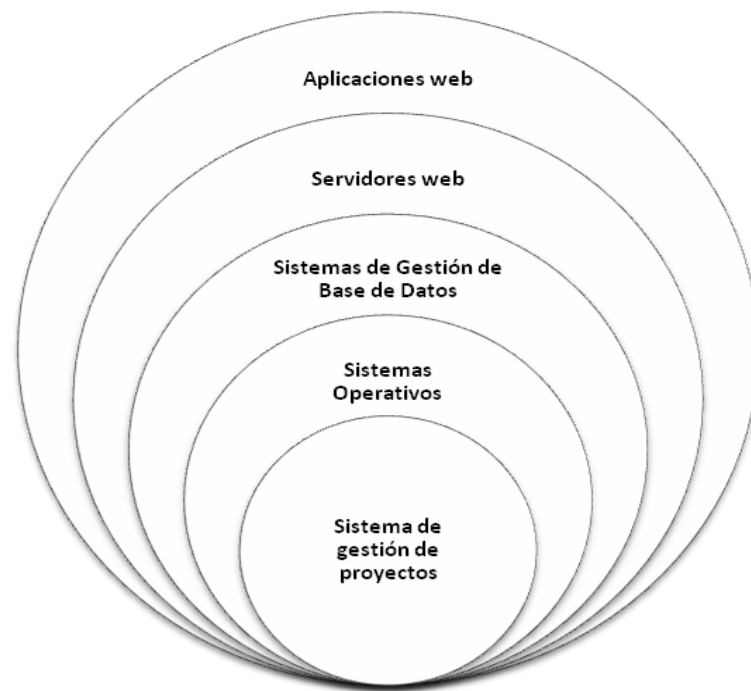 Aplicaciones web
Servidores web
Sistemas de Gestión de
Base de Datos
Sistemas
Operativos
Sistema de
gestión de
proyectos